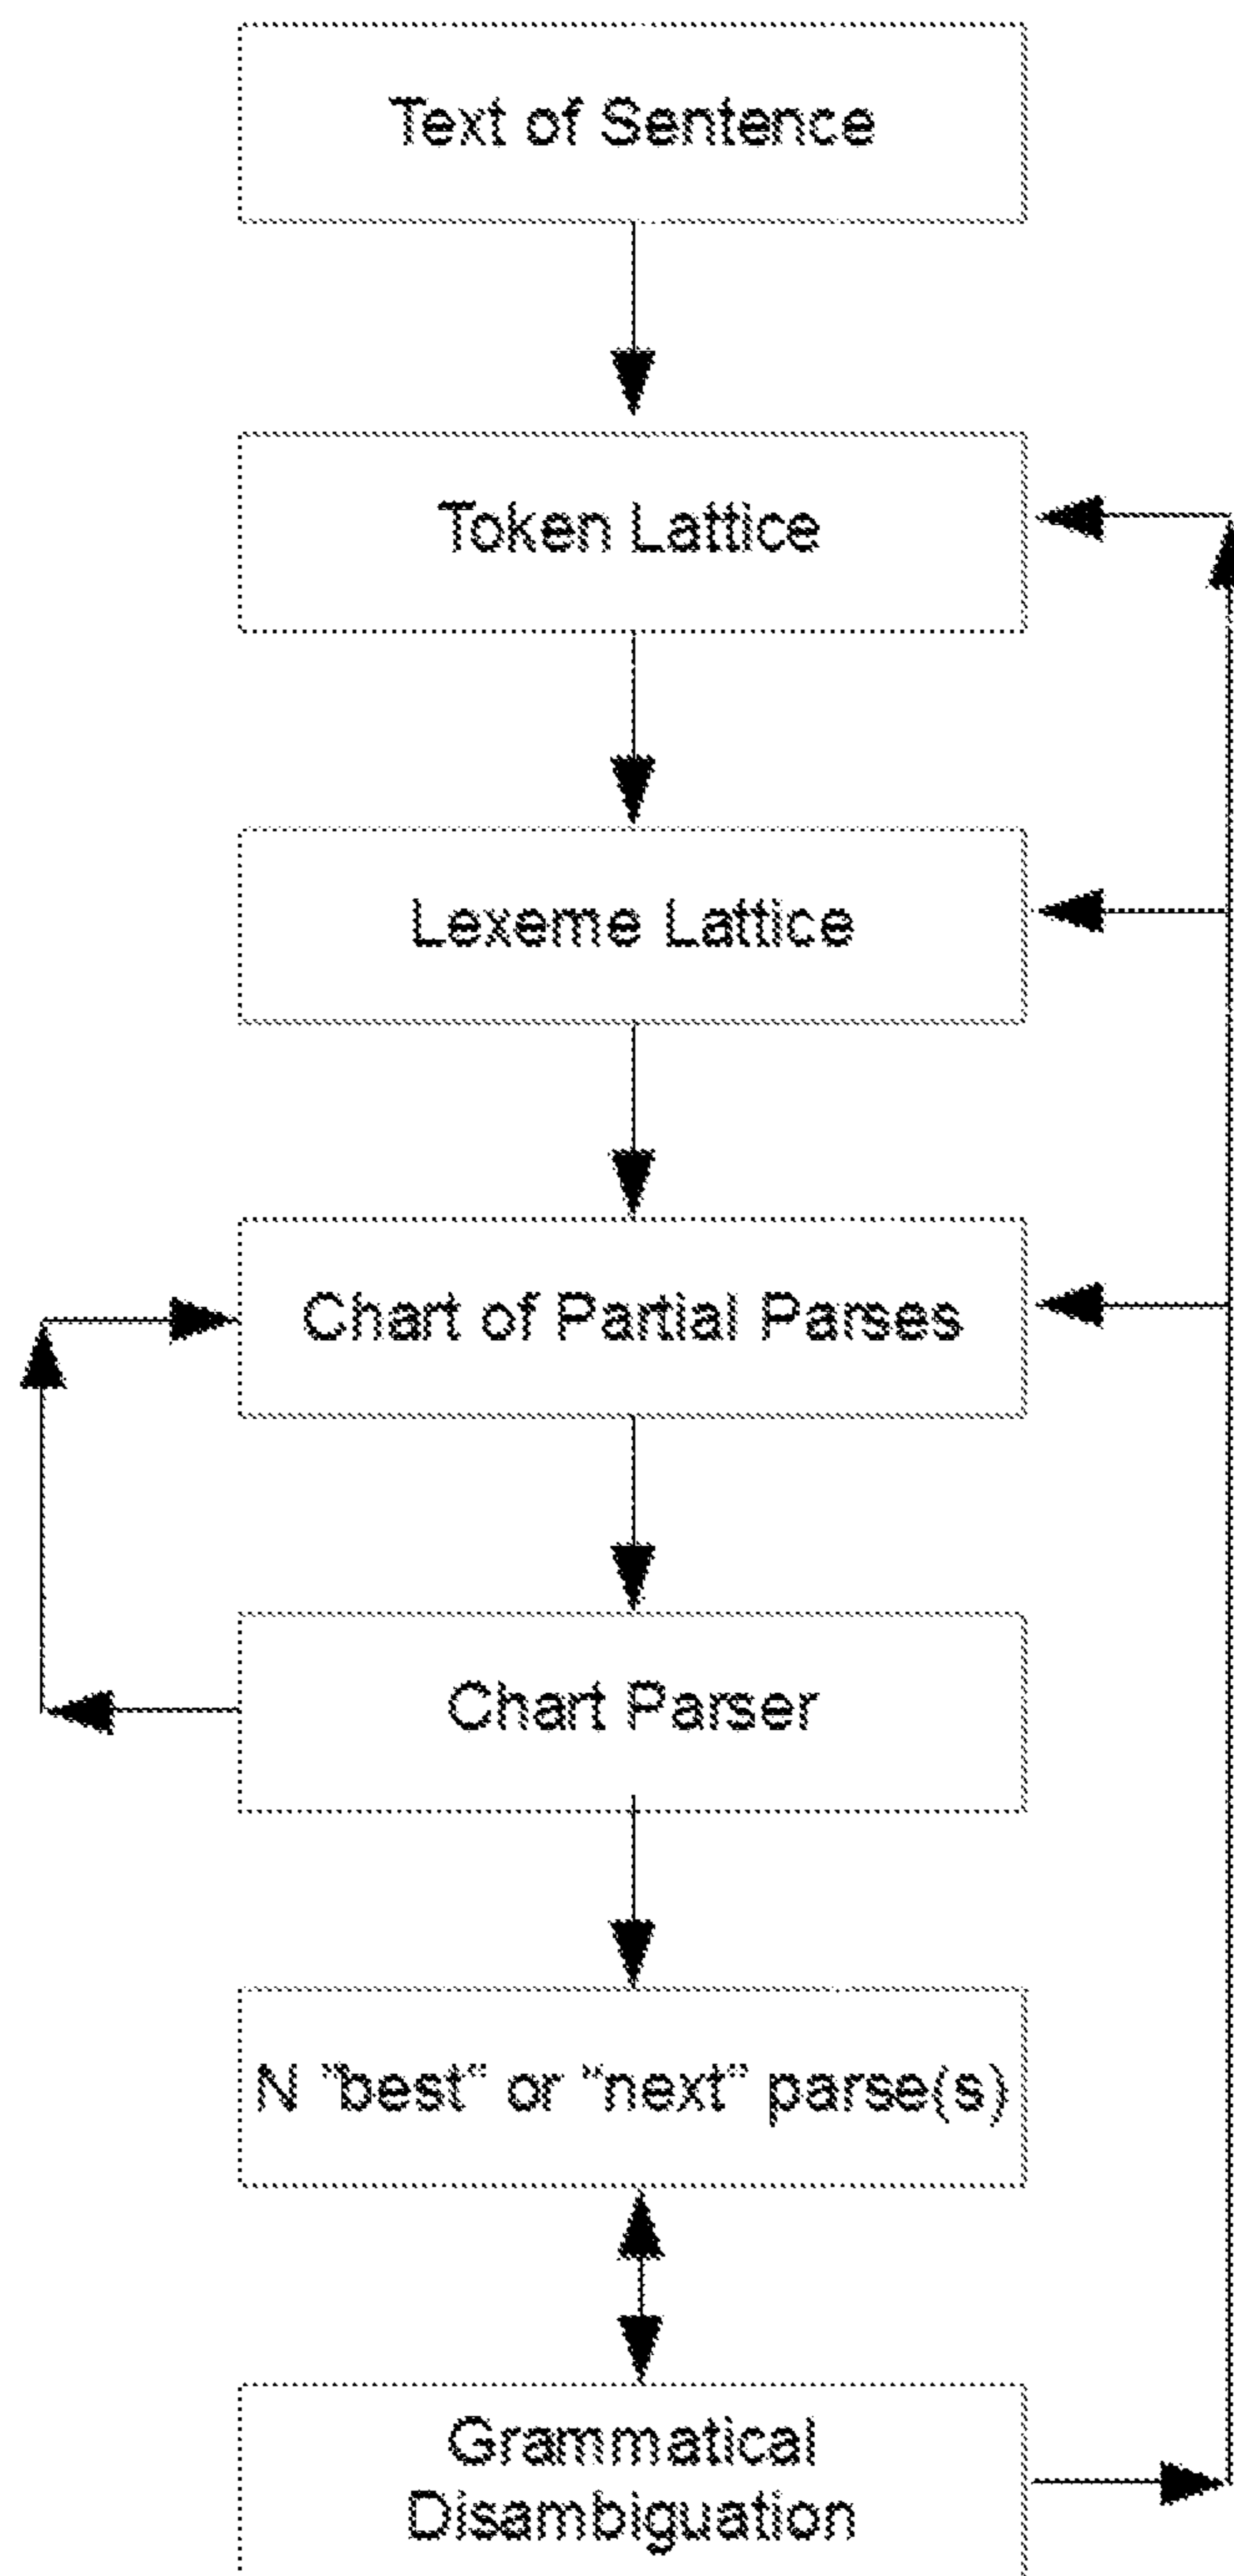 Text of Sentence
Token Lattice
Lexeme Lattice
Chart of Partial Parses
Chart Parser
N "best" or "next" parse(s)
Grammatical
Disambiguation